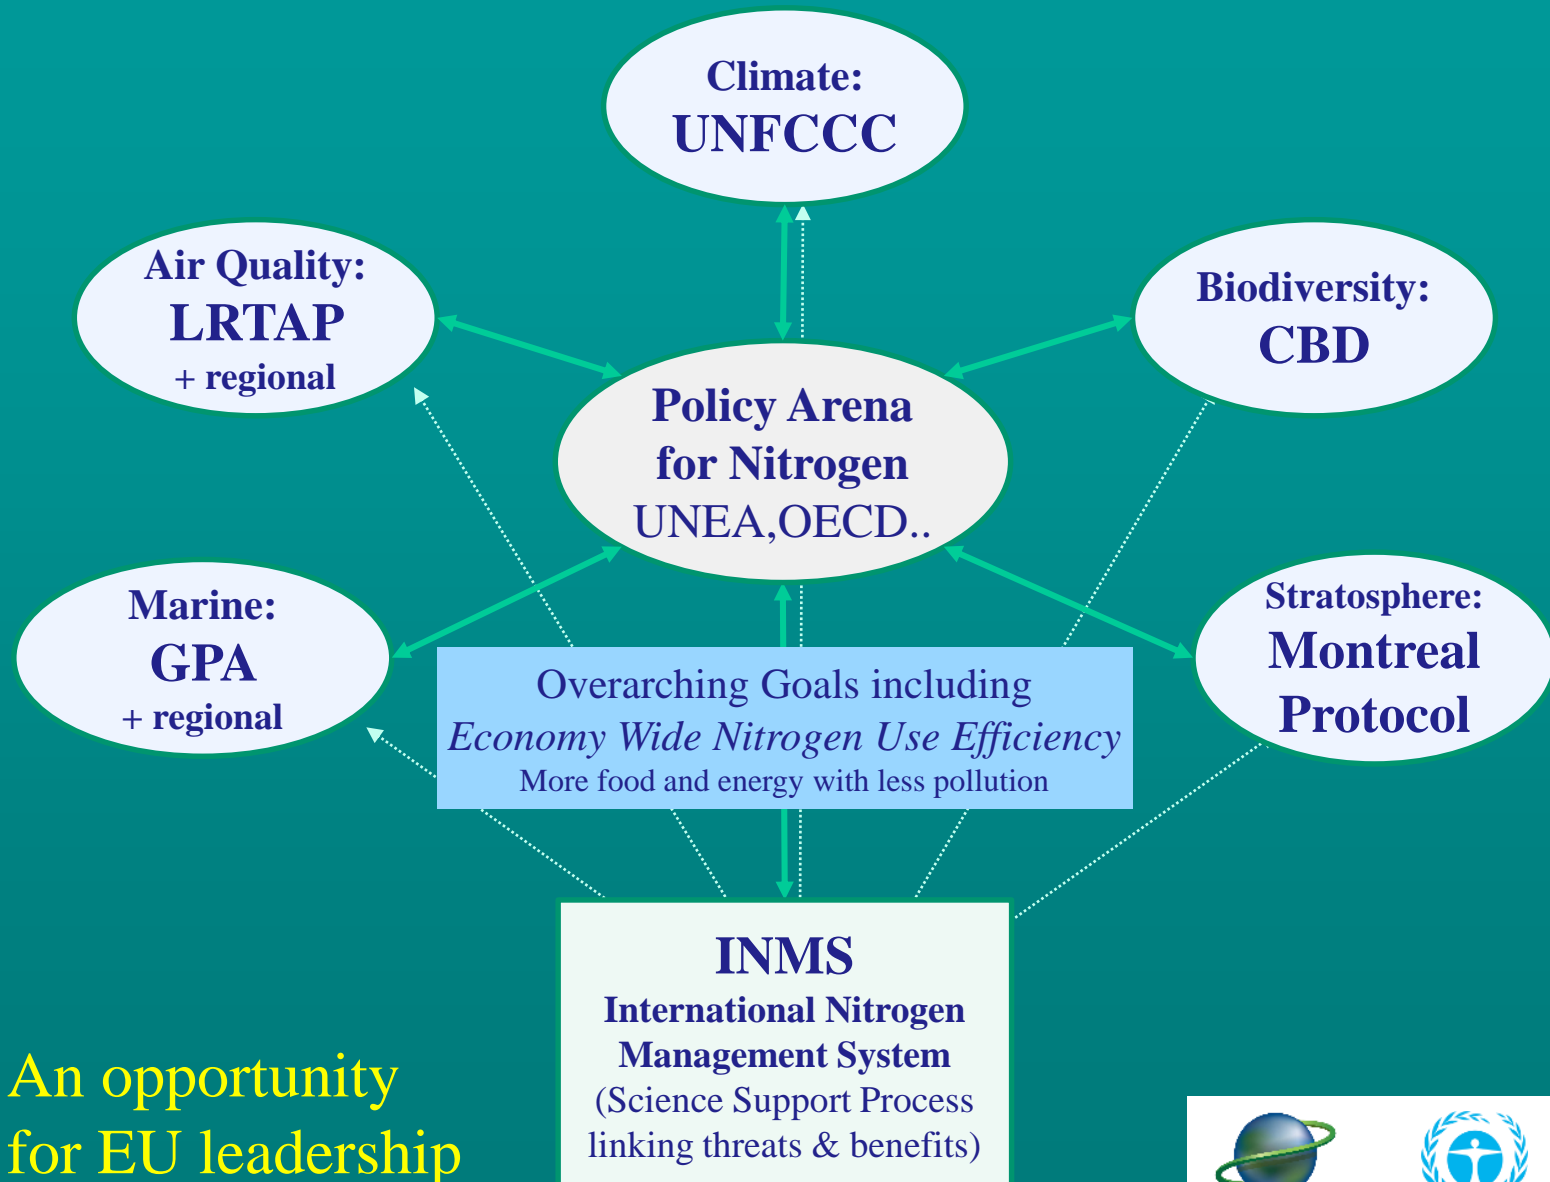 Climate:
UNFCCC
Air Quality:
LRTAP
+ regional
Biodiversity:
CBD
Policy Arena
for Nitrogen
UNEA,OECD..
Marine:
GPA
+ regional
Stratosphere:
Montreal
Protocol
Overarching Goals including
Economy Wide Nitrogen Use Efficiency
More food and energy with less pollution
INMS
International Nitrogen
Management System
(Science Support Process
linking threats & benefits)
An opportunity
for EU leadership